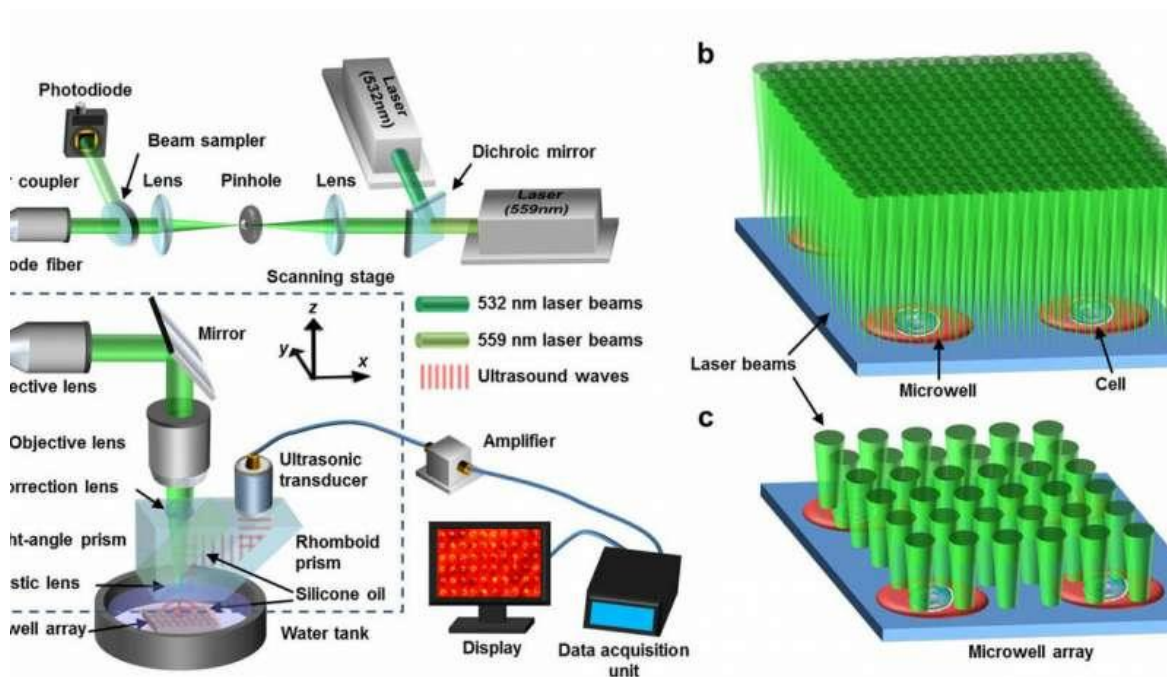 b
Photodiode
Beam sampler
Laser
(532nm)
Dichroic mirror
r coupler
Lens
Pinhole
Lens
Laser
(559nm)
ode fiber
Scanning stage
532 nm laser beams
Mirror
z
y
x
559 nm laser beams
Ultrasound waves
Laser beams
Microwell
Cell
ective lens
c
Objective lens
Ultrasonic
transducer
Amplifier
orrection lens
ht-angle prism
Rhomboid
prism
stic lens
Silicone oil
well array
Water tank
Display
Data acquisition
unit
Microwell array